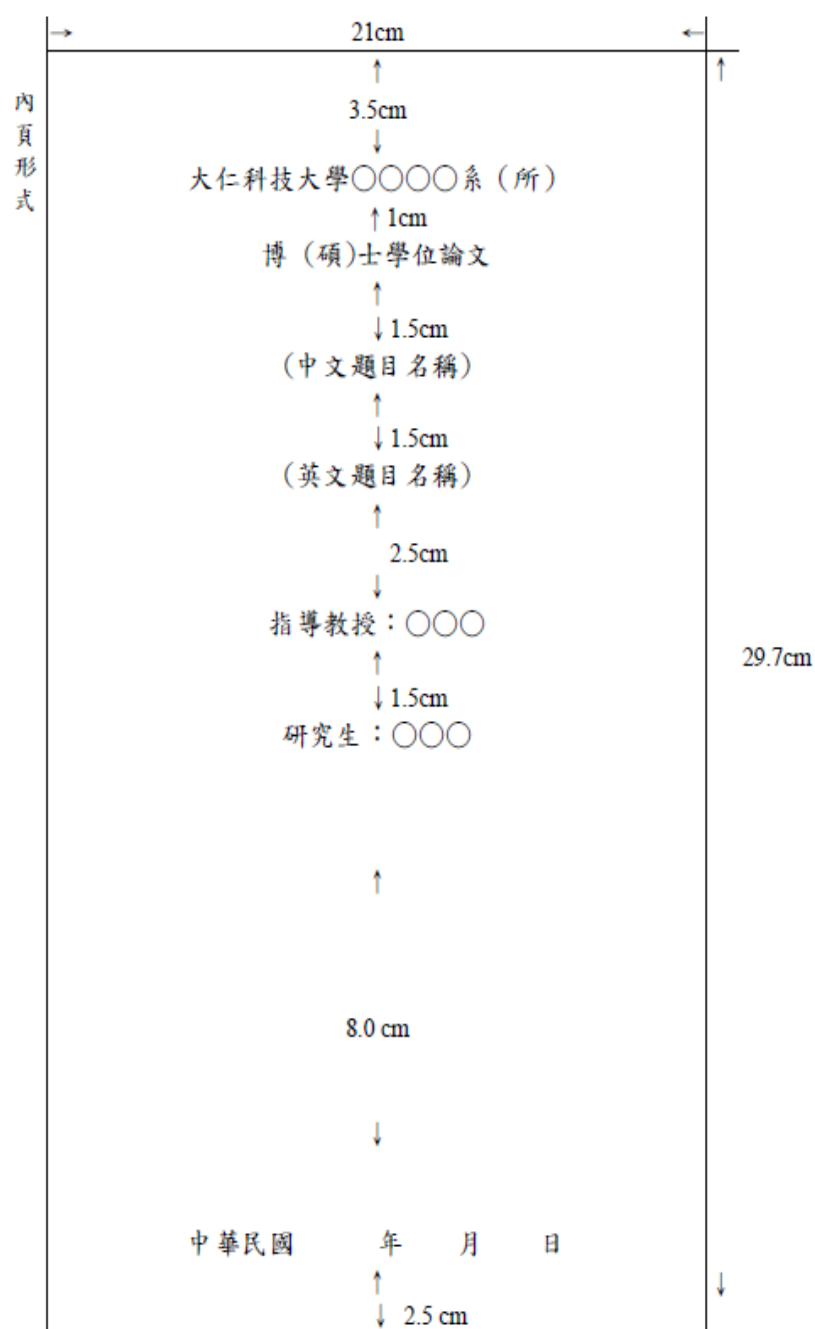 → 21cm ←
↑ ↑
內頁形式
3.5cm
↓
大仁科技大學○○○○系（所）
↑1cm
博（碩)士學位論文
↑
↓1.5cm
(中文題目名稱)
↑
↓1.5cm
(英文題目名稱)
↑
2.5cm
↓
指導教授：○○○
↑
29.7cm
↓1.5cm
研究生：○○○
↑
8.0 cm
↓
中華民國 年 月 日
↑ ↓
↓ 2.5 cm